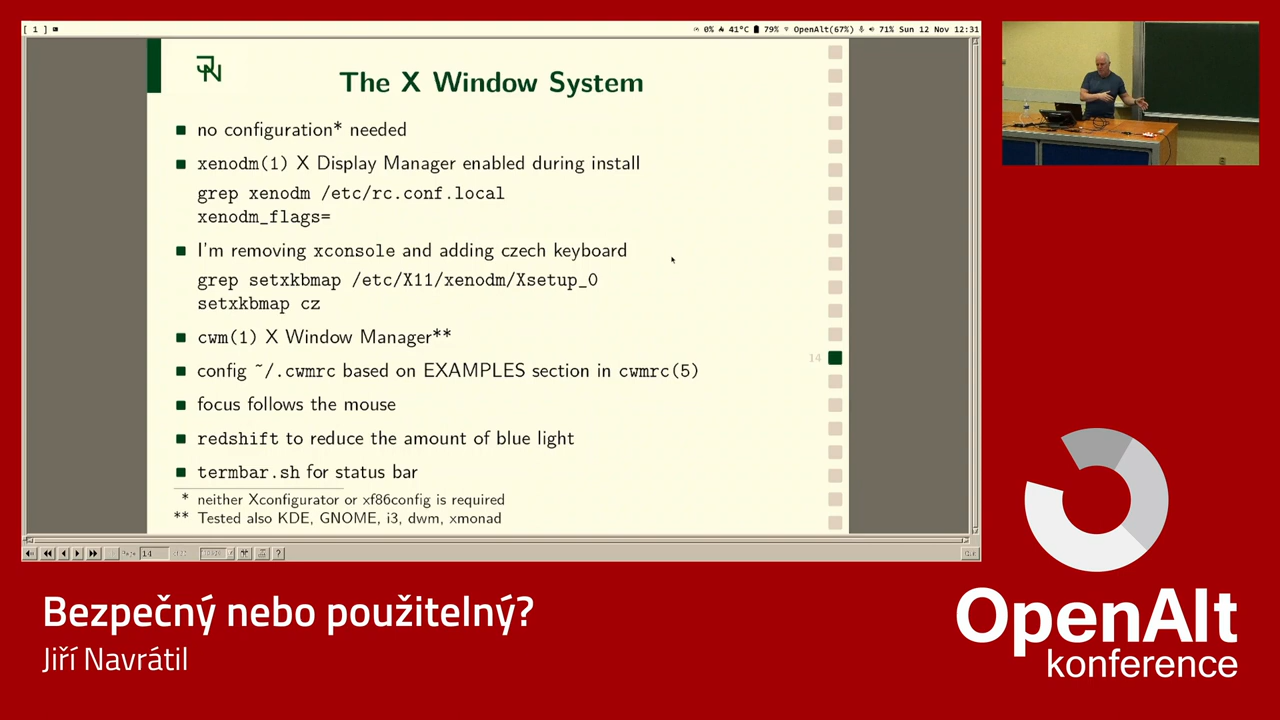 [ 1 ]
0% 41°C 79% OpenAlt(67%) 71% Sun 12 Nov 12:31
The X Window System
no configuration* needed
xenodm(1) X Display Manager enabled during install
grep xenodm /etc/rc.conf.local
xenodm_flags=
I'm removing xconsole and adding czech keyboard
grep setxkbmap /etc/X11/xenodm/Xsetup_0
setxkbmap cz
cwm(1) X Window Manager**
14
config ~/.cwmrc based on EXAMPLES section in cwmrc(5)
focus follows the mouse
redshift to reduce the amount of blue light
termbar.sh for status bar
* neither Xconfigurator or xf86config is required
** Tested also KDE, GNOME, i3, dwm, xmonad
Page 14 ?
Bezpečný nebo použitelný?
Jiří Navrátil
OpenAlt
konference